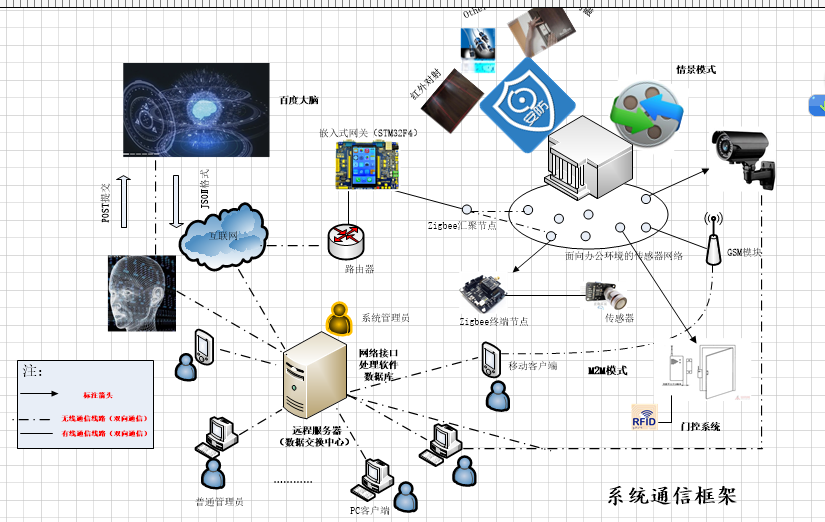 Other
红外对射
安防
情景模式
百度大脑
嵌入式网关（STM32F4）
POST提交
JSON格式
互联网
Zigbee汇聚节点
路由器
面向办公环境的传感器网络
GSM模块
Zigbee终端节点
传感器
系统管理员
网络接口
处理软件
数据库
移动客户端
M2M模式
注:
标注箭头
无线通信线路（双向通信）
有线通信线路（双向通信）
RFID
门控系统
远程服务器
（数据交换中心）
普通管理员
............
PC客户端
系统通信框架